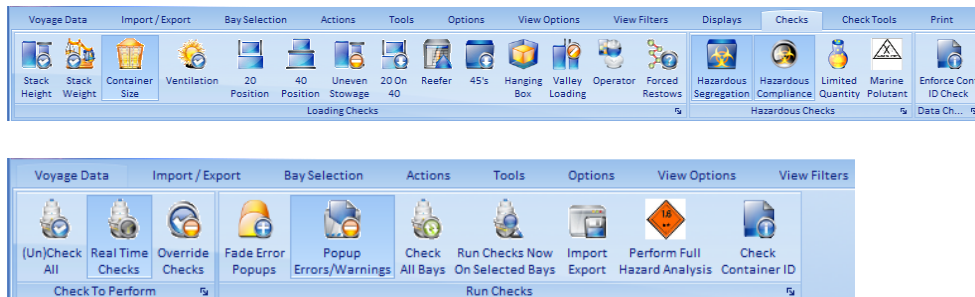 Voyage Data Import / Export Bay Selection Actions Tools Options View Options View Filters Displays Checks Check Tools Print
Stack Height Stack Weight Container Size Ventilation 20 Position 40 Position Uneven Stowage 20 On 40 Reefer 45's Hanging Box Valley Loading Operator Forced Restows Hazardous Segregation Hazardous Compliance Limited Quantity Marine Polutant Enforce Cont ID Check
Loading Checks Hazardous Checks Data Ch...
Voyage Data Import / Export Bay Selection Actions Tools Options View Options View Filters
1.6
(Un)Check All Real Time Checks Override Checks Fade Error Popups Popup Errors/Warnings Check All Bays Run Checks Now On Selected Bays Import Export Perform Full Hazard Analysis Check Container ID
Check To Perform Run Checks